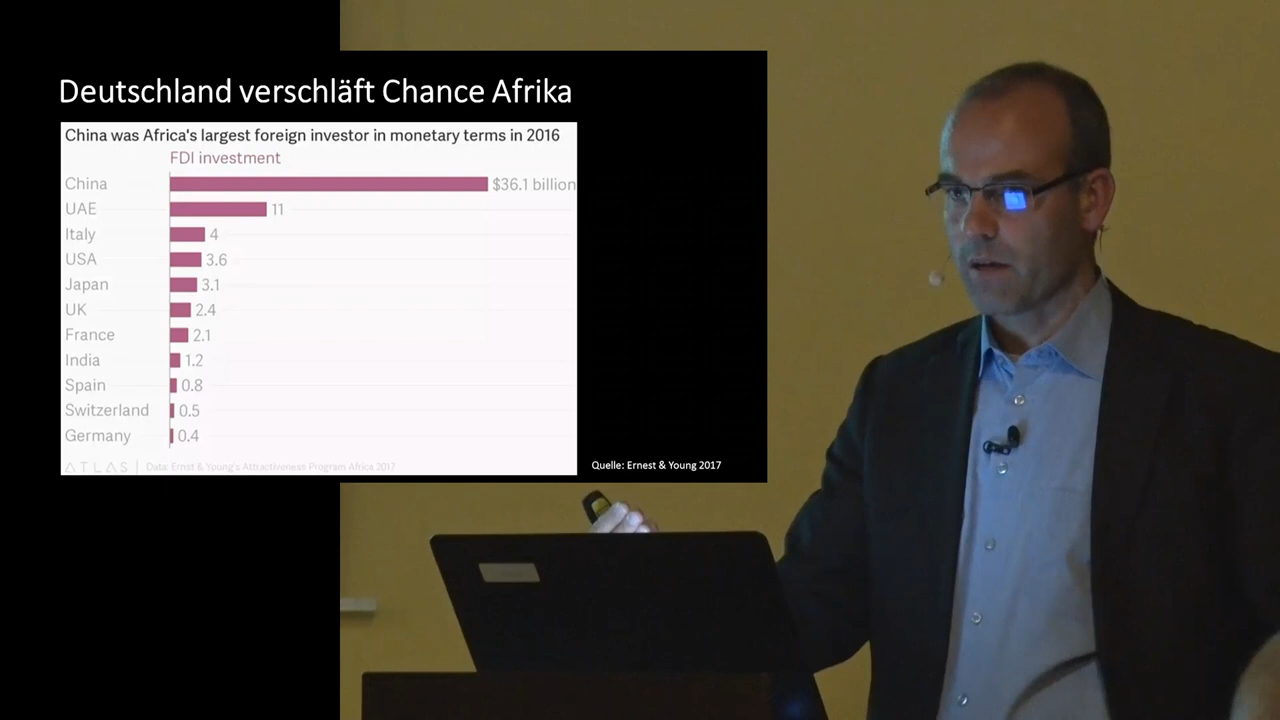 Deutschland verschläft Chance Afrika
China was Africa's largest foreign investor in monetary terms in 2016
FDI investment
China $36.1 billion
UAE 11
Italy 4
USA 3.6
Japan 3.1
UK 2.4
France 2.1
India 1.2
Spain 0.8
Switzerland 0.5
Germany 0.4
ATLAS | Data: Ernst & Young's Attractiveness Program Africa 2017
Quelle: Ernest & Young 2017